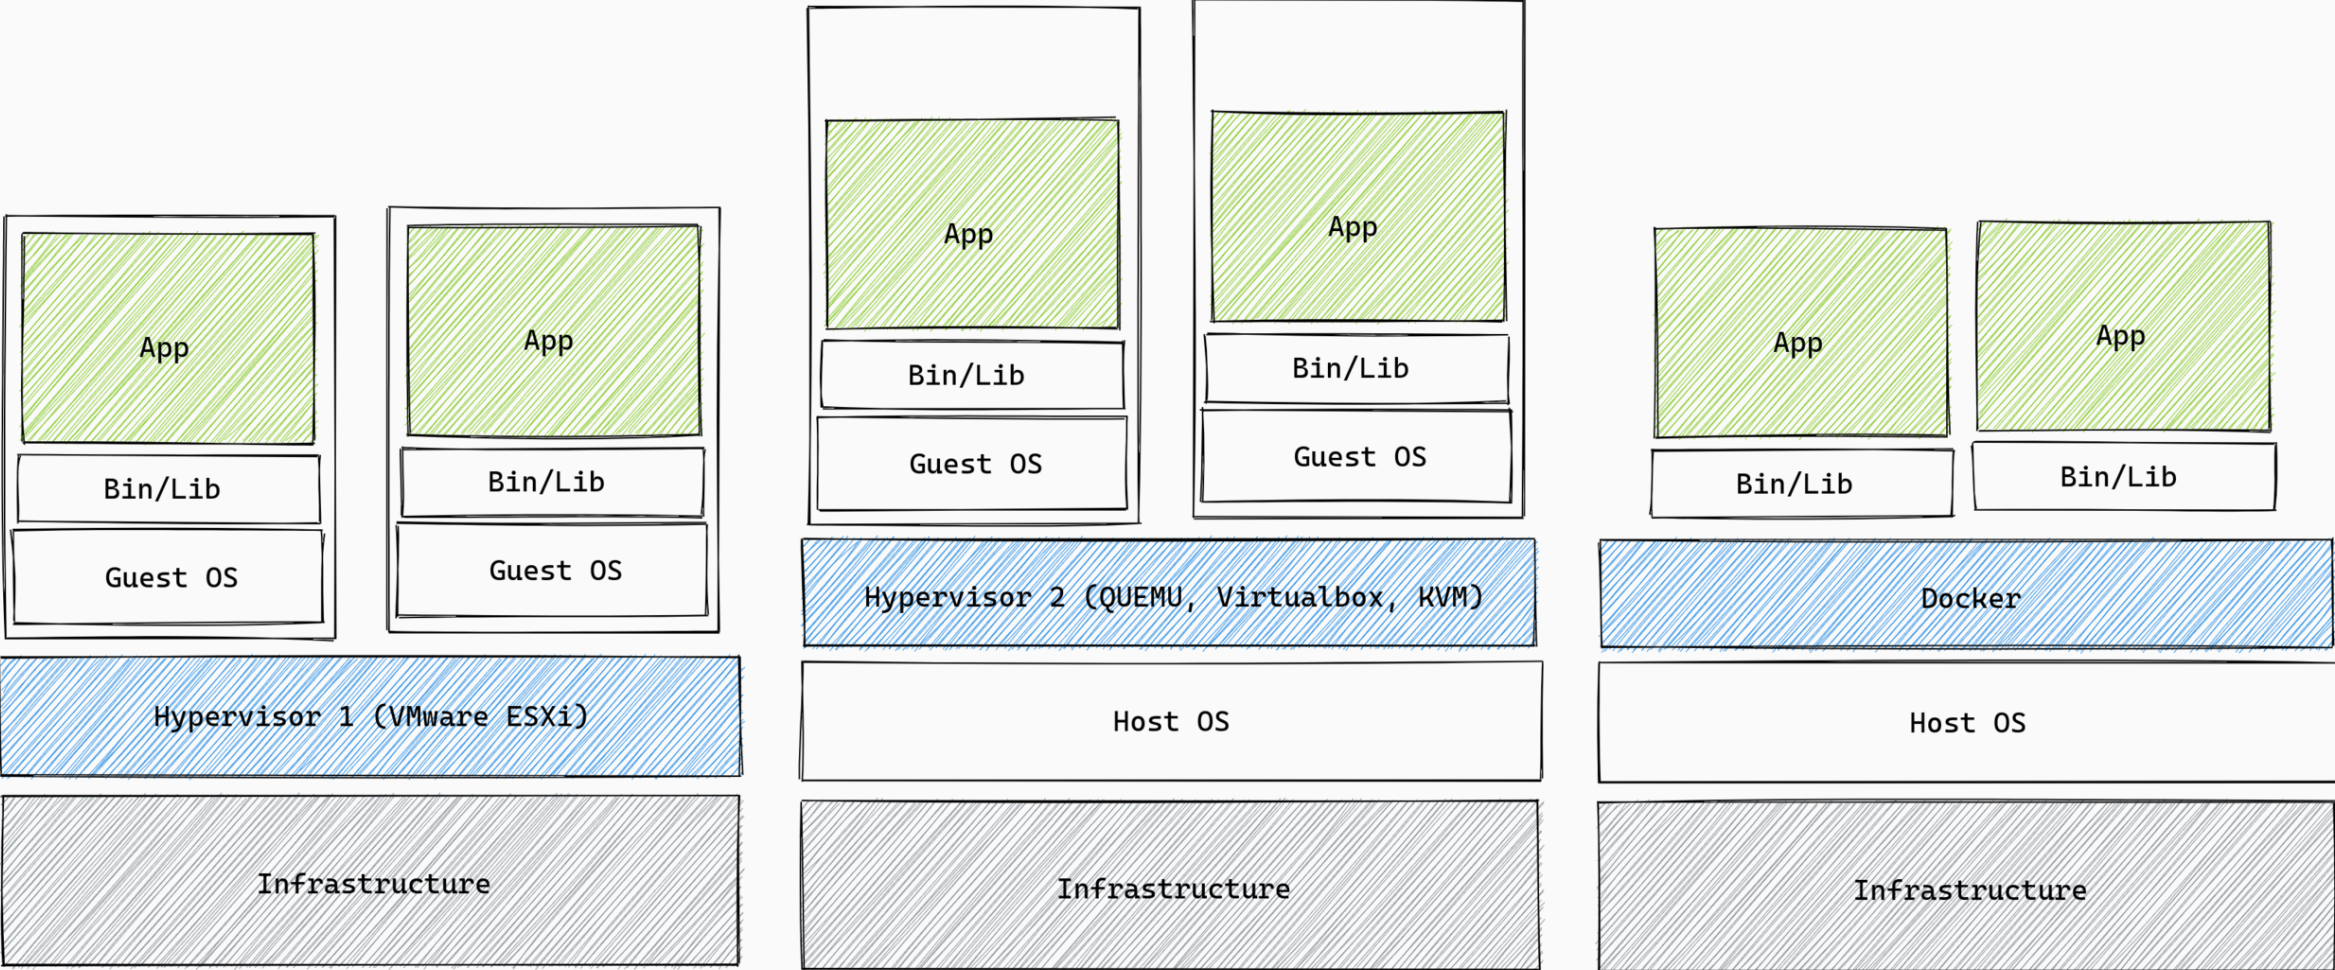 App
Bin/Lib
Guest OS
App
Bin/Lib
Guest OS
Hypervisor 1 (VMware ESXi)
Infrastructure
App
Bin/Lib
Guest OS
App
Bin/Lib
Guest OS
Hypervisor 2 (QUEMU, Virtualbox, KVM)
Host OS
Infrastructure
App
Bin/Lib
App
Bin/Lib
Docker
Host OS
Infrastructure